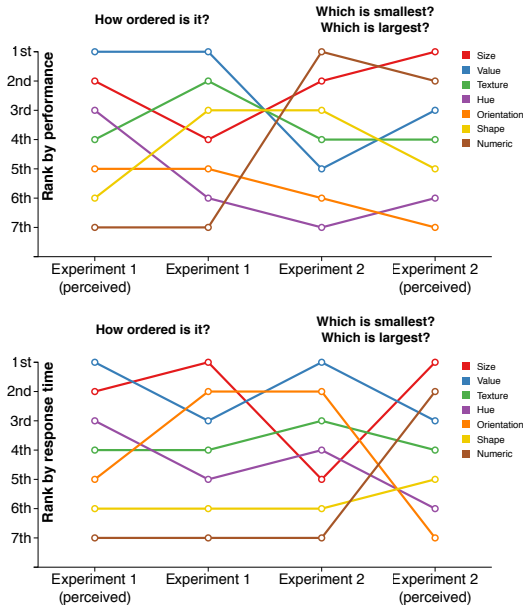 How ordered is it?
Which is smallest?
Which is largest?
Rank by performance
1st
2nd
3rd
4th
5th
6th
7th
Size
Value
Texture
Hue
Orientation
Shape
Numeric
Experiment 1
(perceived)
Experiment 1
Experiment 2
Experiment 2
(perceived)
How ordered is it?
Which is smallest?
Which is largest?
Rank by response time
1st
2nd
3rd
4th
5th
6th
7th
Size
Value
Texture
Hue
Orientation
Shape
Numeric
Experiment 1
(perceived)
Experiment 1
Experiment 2
Experiment 2
(perceived)